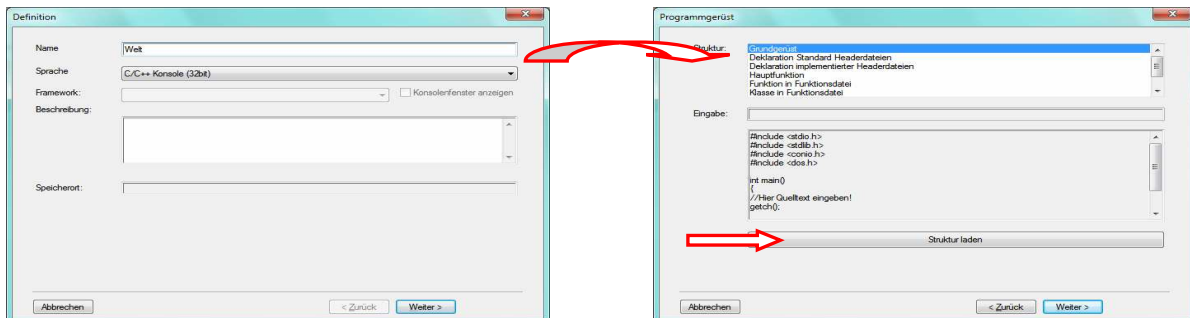 Definition
Name
Welt
Sprache
C/C++ Konsole (32bit)
Framework:
Konsolenfenster anzeigen
Beschreibung:
Speicherort:
Abbrechen
< Zurück
Weiter >
Programmgerüst
Struktur:
Grundgerüst
Deklaration Standard Headerdateien
Deklaration implementierter Headerdateien
Hauptfunktion
Funktion in Funktionsdatei
Klasse in Funktionsdatei
Eingabe:
#include <stdio.h>
#include <stdlib.h>
#include <conio.h>
#include <dos.h>
int main()
{
//Hier Quelltext eingeben!
getch();
Struktur laden
Abbrechen
< Zurück
Weiter >